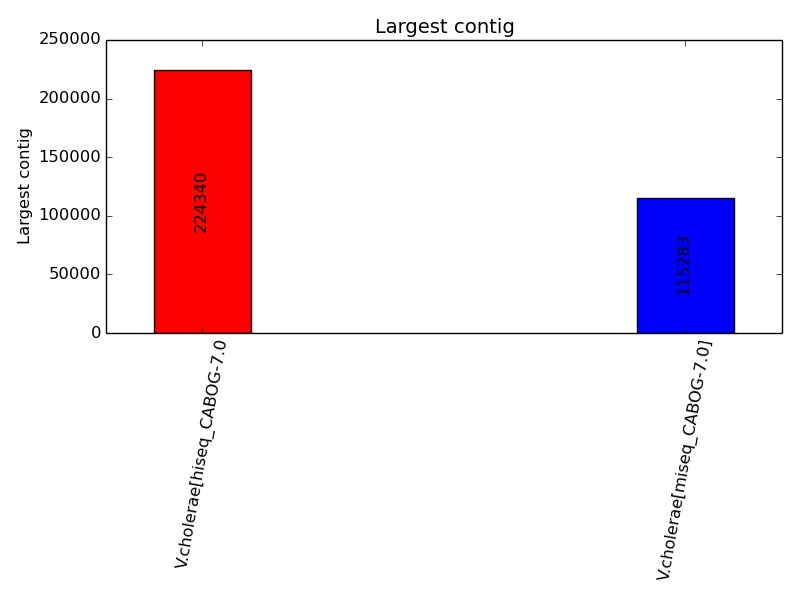 Largest contig
250000
200000
150000
100000
50000
0
Largest contig
224340
115283
V.cholerae[hiseq_CABOG-7.0
V.cholerae[miseq_CABOG-7.0]